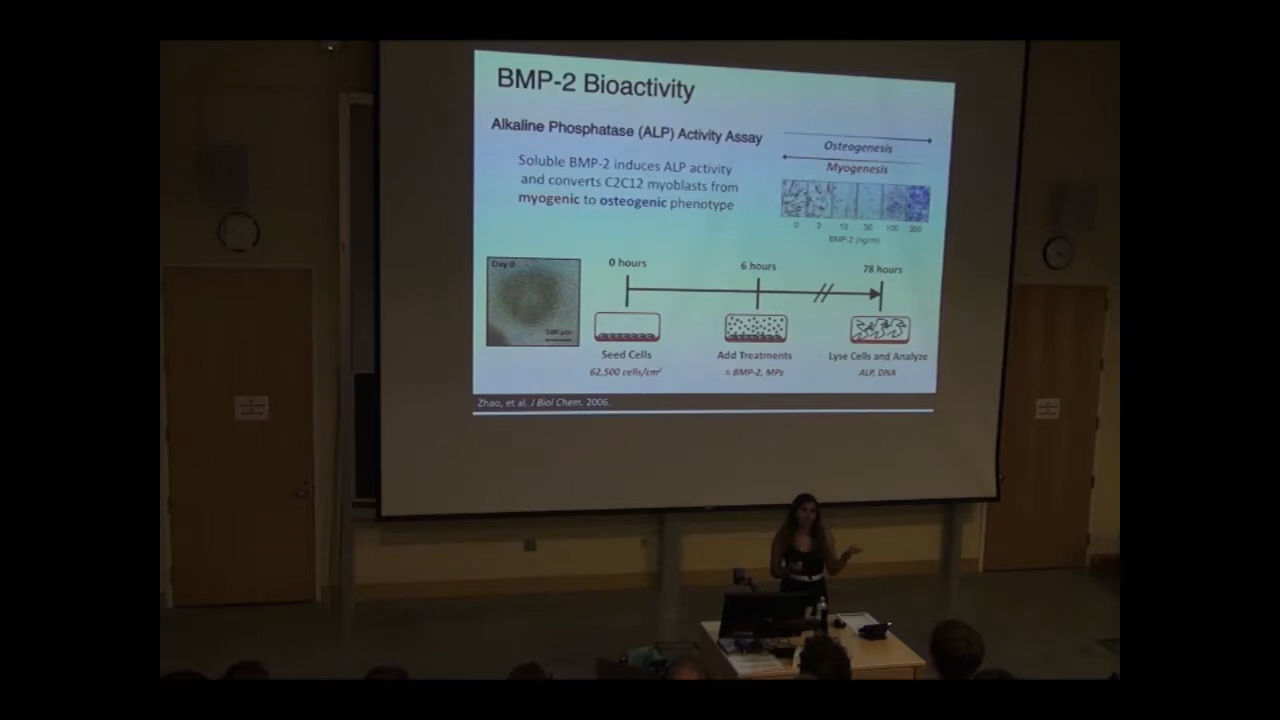 BMP-2 Bioactivity
Alkaline Phosphatase (ALP) Activity Assay
Soluble BMP-2 induces ALP activity
and converts C2C12 myoblasts from
myogenic to osteogenic phenotype
Osteogenesis
Myogenesis
0 3 10 30 100 300
BMP-2 (ng/ml)
Day 0
500 μm
0 hours
6 hours
78 hours
Seed Cells
62,500 cells/cm²
Add Treatments
± BMP-2, MPs
Lyse Cells and Analyze
ALP, DNA
Zhao, et al. J Biol Chem. 2006.